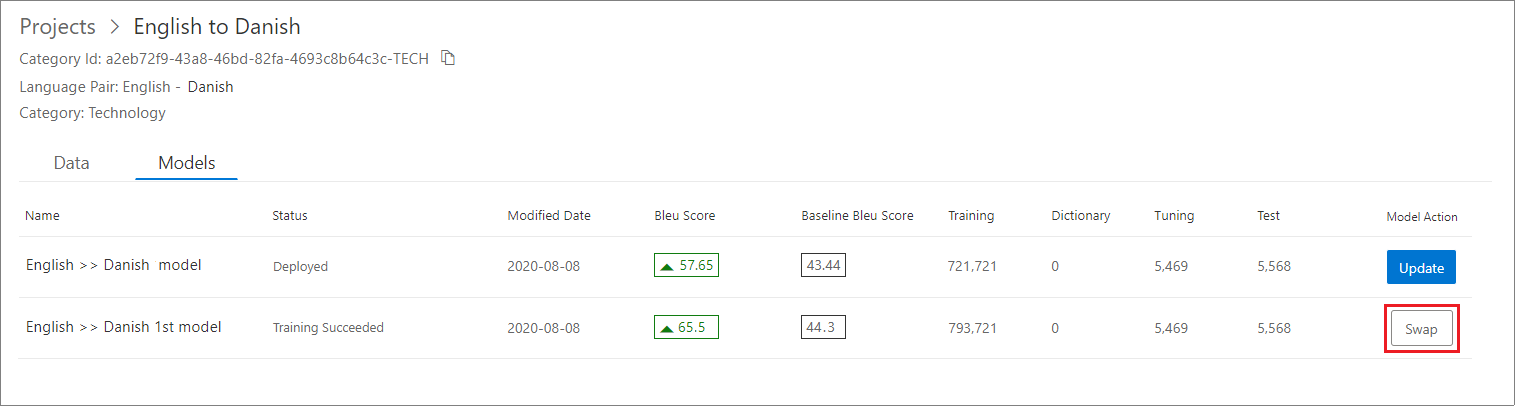 Projects > English to Danish
Category Id: a2eb72f9-43a8-46bd-82fa-4693c8b64c3c-TECH
Language Pair: English - Danish
Category: Technology
Data Models
Name Status Modified Date Bleu Score Baseline Bleu Score Training Dictionary Tuning Test Model Action
English >> Danish model Deployed 2020-08-08 ▲ 57.65 43.44 721,721 0 5,469 5,568 Update
English >> Danish 1st model Training Succeeded 2020-08-08 ▲ 65.5 44.3 793,721 0 5,469 5,568 Swap